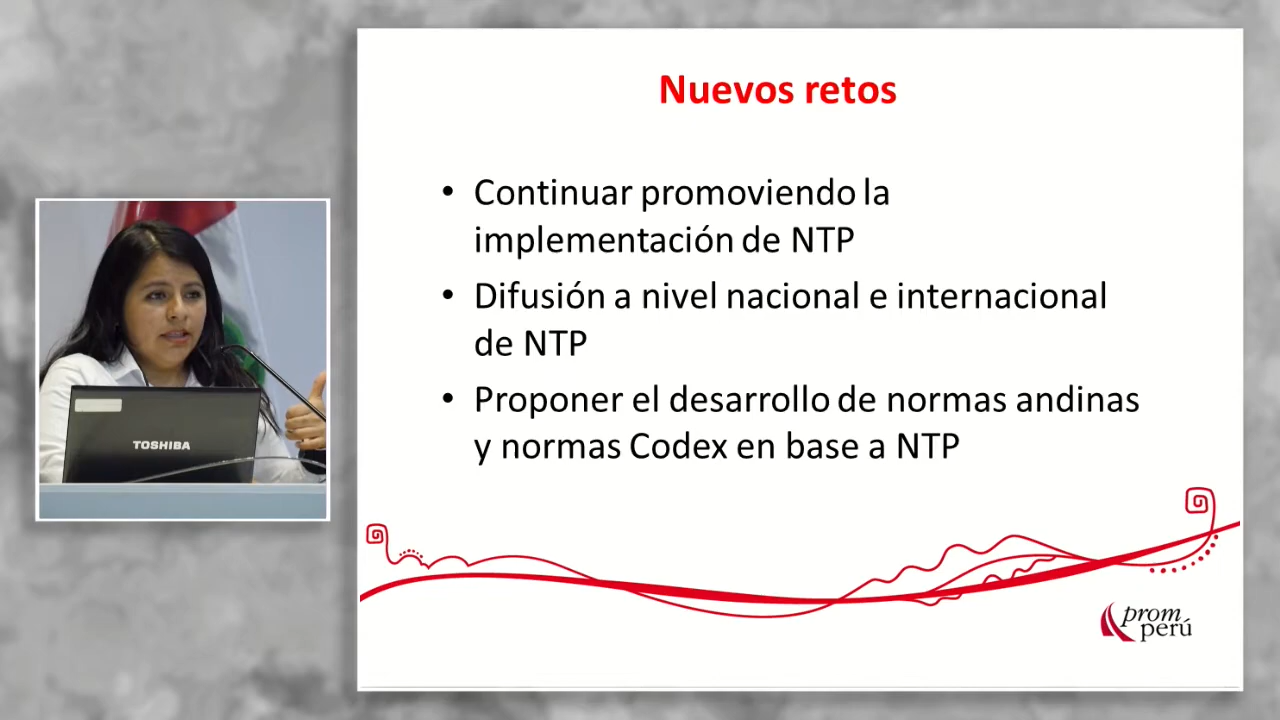 Nuevos retos
• Continuar promoviendo la
implementación de NTP
• Difusión a nivel nacional e internacional
de NTP
• Proponer el desarrollo de normas andinas
y normas Codex en base a NTP
TOSHIBA
prom
perú